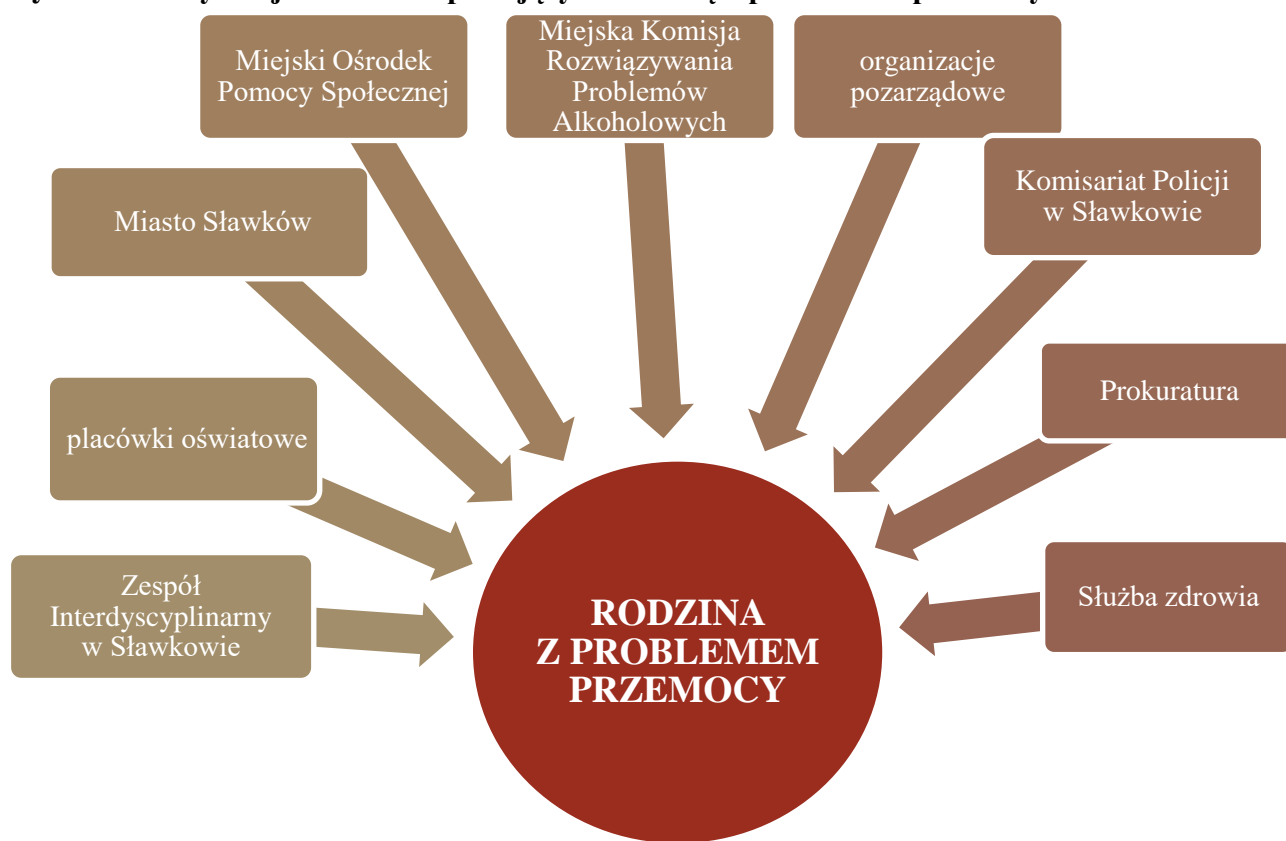 Miejski Ośrodek
Pomocy Społecznej
Miejska Komisja
Rozwiązywania
Problemów
Alkoholowych
organizacje
pozarządowe
Komisariat Policji
w Sławkowie
Miasto Sławków
Prokuratura
placówki oświatowe
Służba zdrowia
Zespół
Interdyscyplinarny
w Sławkowie
RODZINA
Z PROBLEMEM
PRZEMOCY